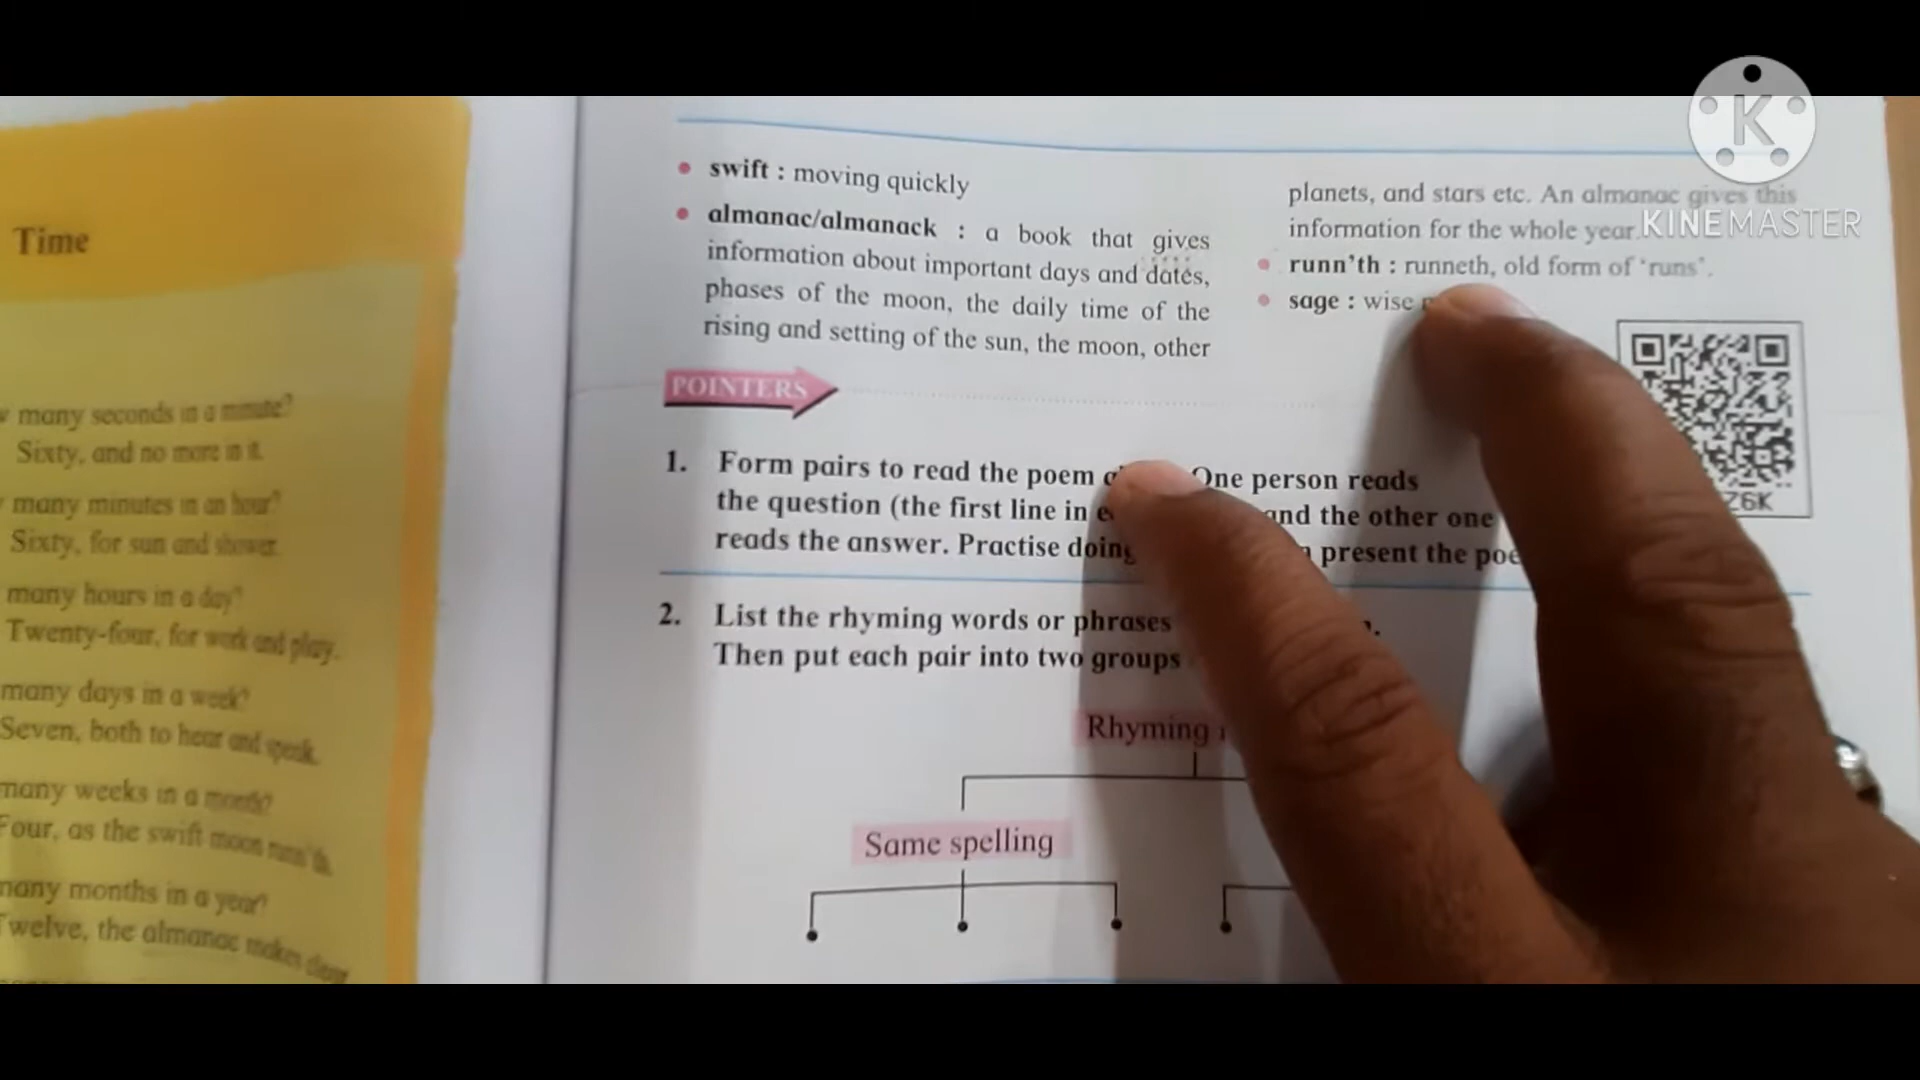 Time
many seconds in a minute?
Sixty, and no more in it.
many minutes in an hour?
Sixty, for sun and shower.
many hours in a day?
Twenty-four, for work and play.
many days in a week?
Seven, both to hear and speak.
many weeks in a month?
Four, as the swift moon runn'th.
many months in a year?
Twelve, the almanac makes clear
• swift : moving quickly
• almanac/almanack : a book that gives
information about important days and dates,
phases of the moon, the daily time of the
rising and setting of the sun, the moon, other
planets, and stars etc. An almanac gives this
information for the whole year.
• runn'th : runneth, old form of 'runs'.
• sage : wise
POINTERS
1. Form pairs to read the poem One person reads
the question (the first line in and the other one
reads the answer. Practise doing present the
2. List the rhyming words or phrases
Then put each pair into two groups
Rhyming
Same spelling
Z6K
K
KINEMASTER